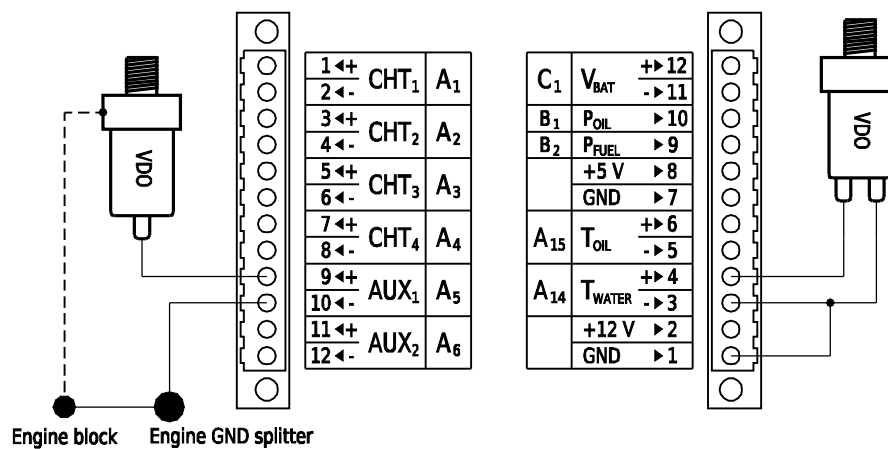 VDO
1 ◄+ CHT1 A1
2 ◄-
3 ◄+ CHT2 A2
4 ◄-
5 ◄+ CHT3 A3
6 ◄-
7 ◄+ CHT4 A4
8 ◄-
9 ◄+ AUX1 A5
10 ◄-
11 ◄+ AUX2 A6
12 ◄-
C1 VBAT +► 12
-► 11
B1 POIL ► 10
B2 PFUEL ► 9
+5 V ► 8
GND ► 7
A15 TOIL +► 6
-► 5
A14 TWATER +► 4
-► 3
+12 V ► 2
GND ► 1
VDO
Engine block
Engine GND splitter